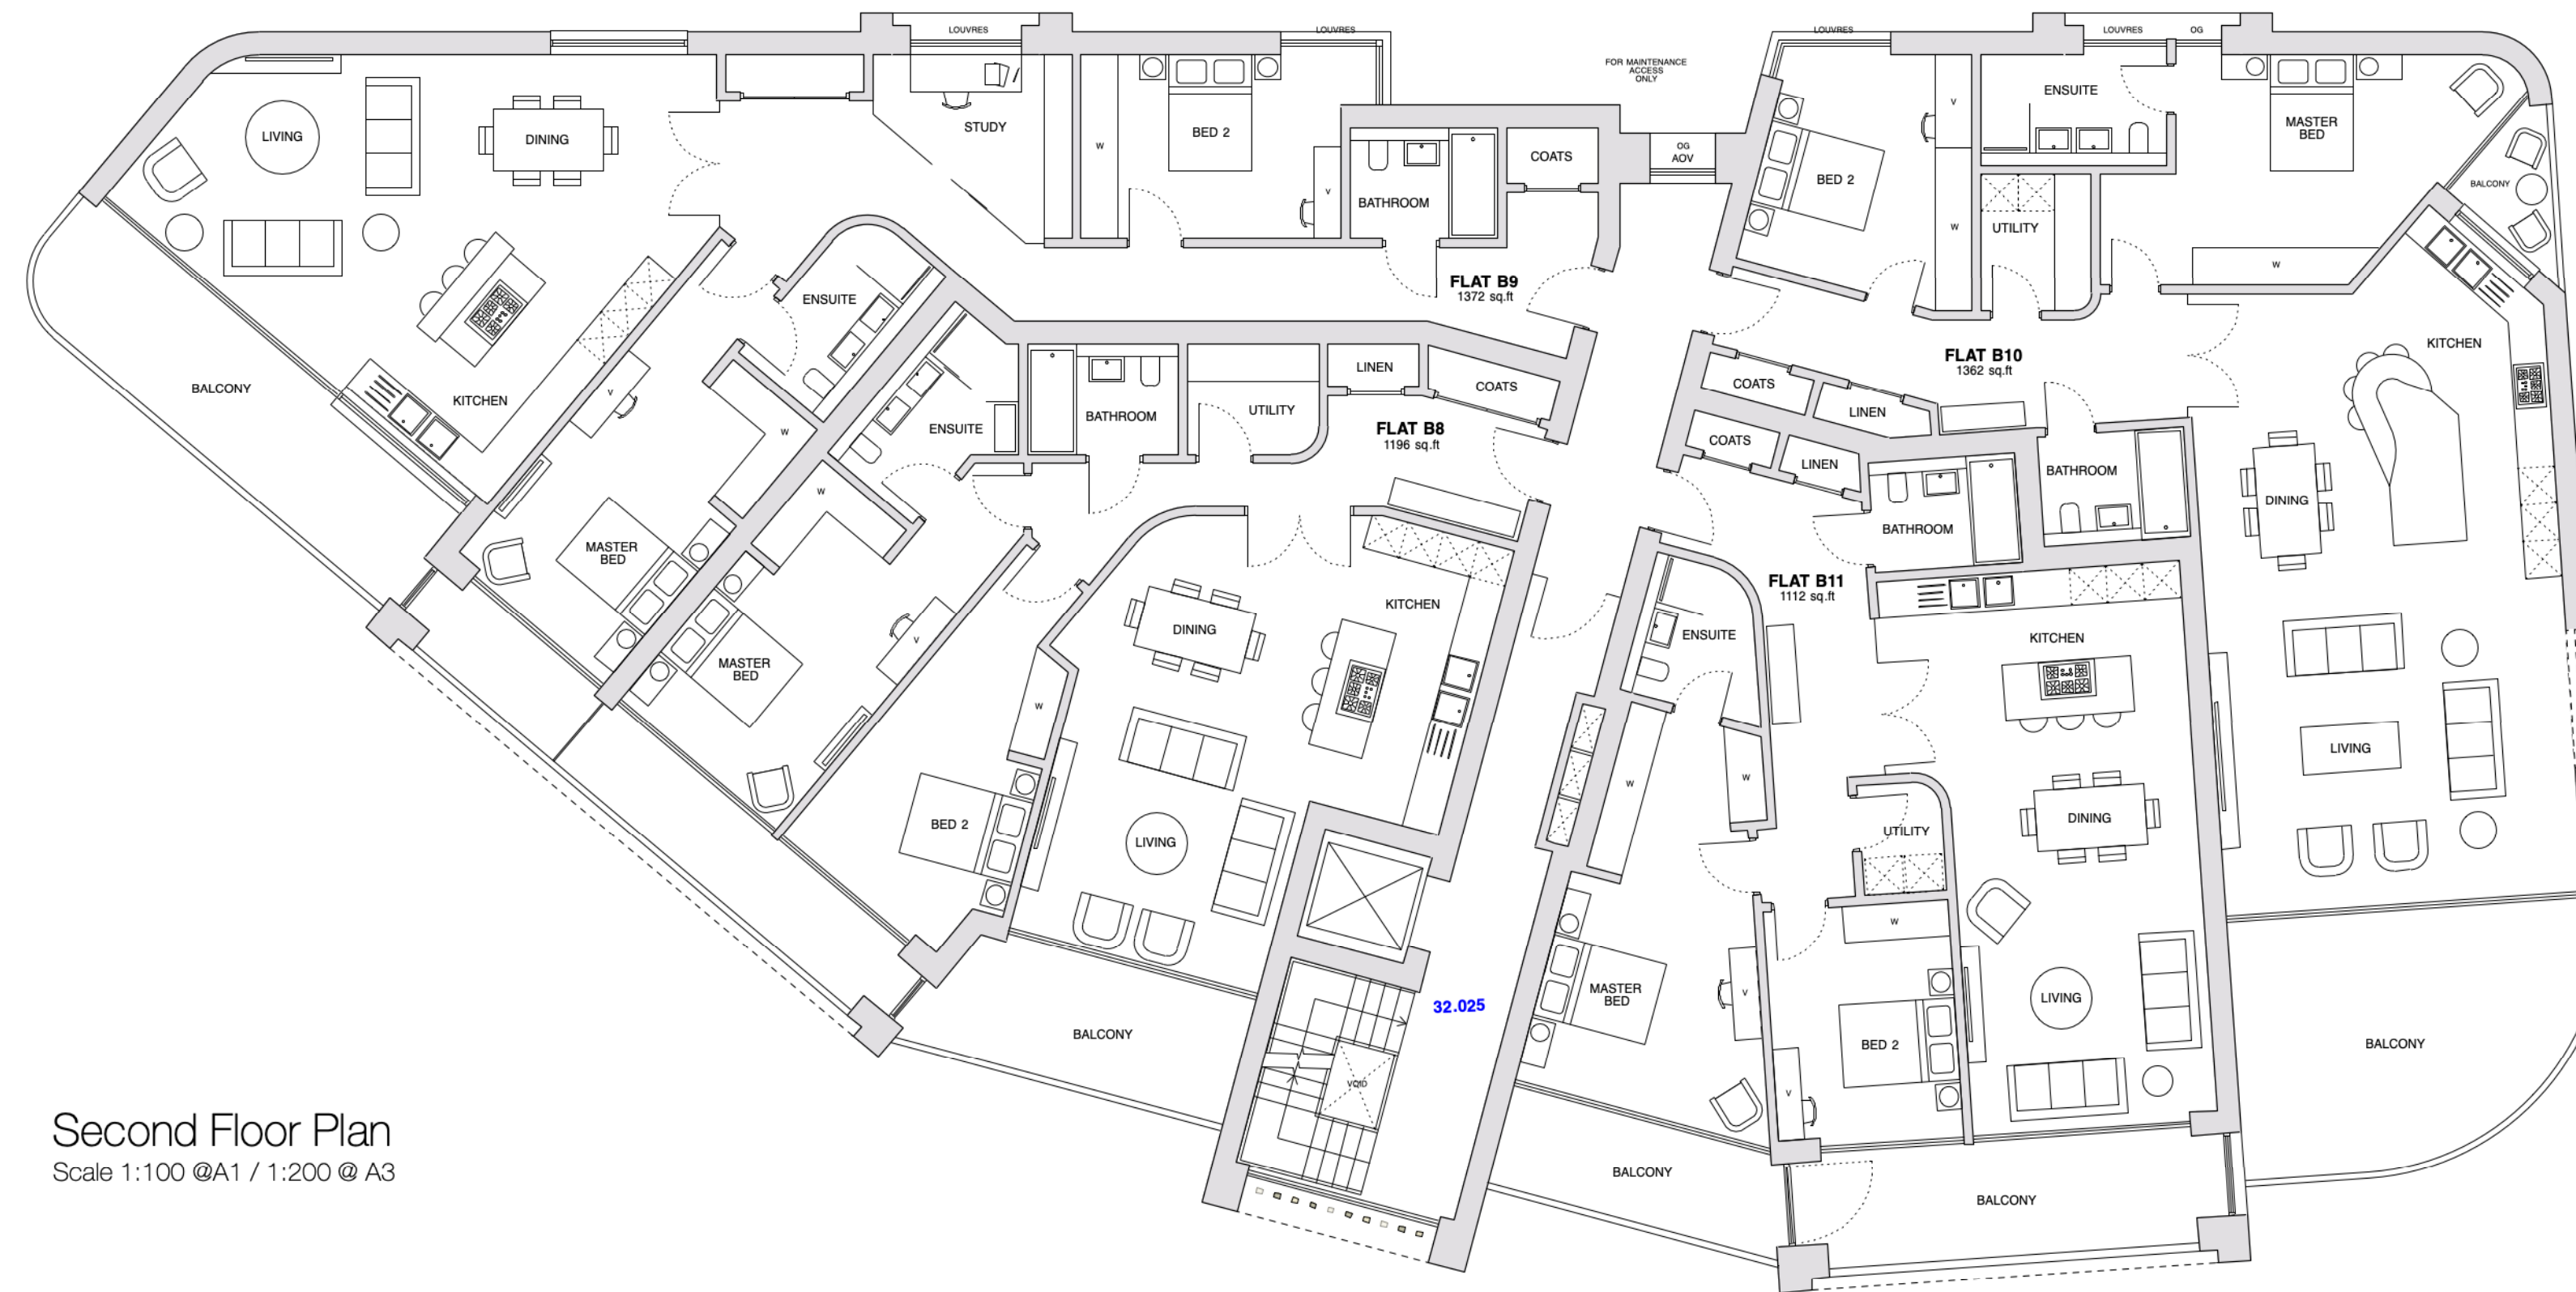 LOUVRES
LOUVRES
LOUVRES
LOUVRES
OG
FOR MAINTENANCE
ACCESS
ONLY
LIVING
DINING
STUDY
W
BED 2
V
BATHROOM
COATS
OG
AOV
BED 2
V
W
ENSUITE
UTILITY
MASTER
BED
BALCONY
W
FLAT B9
1372 sq.ft
ENSUITE
BALCONY
KITCHEN
V
W
MASTER
BED
FLAT B10
1362 sq.ft
KITCHEN
COATS
LINEN
BATHROOM
DINING
LIVING
BALCONY
ENSUITE
BATHROOM
UTILITY
LINEN
COATS
FLAT B8
1196 sq.ft
W
MASTER
BED
V
DINING
KITCHEN
W
BED 2
LIVING
BALCONY
COATS
LINEN
BATHROOM
FLAT B11
1112 sq.ft
ENSUITE
KITCHEN
W
W
UTILITY
DINING
W
MASTER
BED
V
BED 2
V
LIVING
BALCONY
BALCONY
32.025
VOID
Second Floor Plan
Scale 1:100 @A1 / 1:200 @ A3